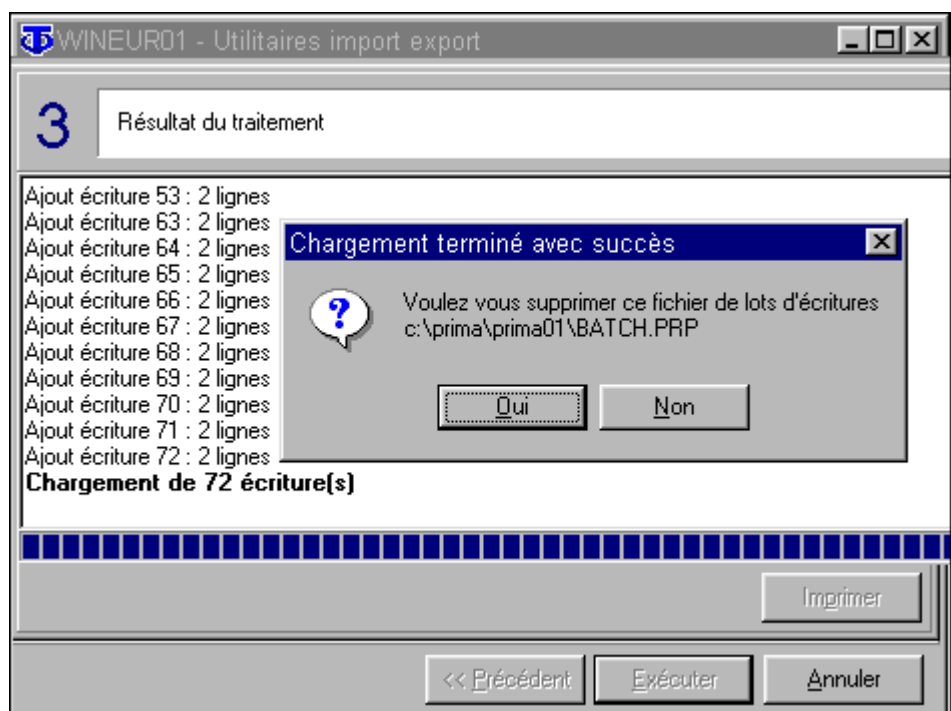 WINEUR01 - Utilitaires import export
3
Résultat du traitement
Ajout écriture 53 : 2 lignes
Ajout écriture 63 : 2 lignes
Ajout écriture 64 : 2 lignes
Ajout écriture 65 : 2 lignes
Ajout écriture 66 : 2 lignes
Ajout écriture 67 : 2 lignes
Ajout écriture 68 : 2 lignes
Ajout écriture 69 : 2 lignes
Ajout écriture 70 : 2 lignes
Ajout écriture 71 : 2 lignes
Ajout écriture 72 : 2 lignes
Chargement de 72 écriture(s)
Chargement terminé avec succès
Voulez vous supprimer ce fichier de lots d'écritures
c:\prima\prima01\BATCH.PRP
Oui
Non
Imprimer
<< Précédent
Exécuter
Annuler